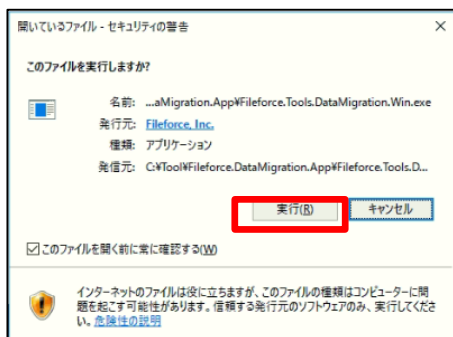 開いているファイル - セキュリティの警告
このファイルを実行しますか?
名前: ...aMigration.App¥Fileforce.Tools.DataMigration.Win.exe
発行元: Fileforce, Inc.
種類: アプリケーション
発信元: C:¥Tool¥Fileforce.DataMigration.App¥Fileforce.Tools.D...
実行(R) キャンセル
このファイルを開く前に常に確認する(W)
インターネットのファイルは役に立ちますが、このファイルの種類はコンピューターに問
題を起こす可能性があります。信頼する発行元のソフトウェアのみ、実行してくださ
い。危険性の説明